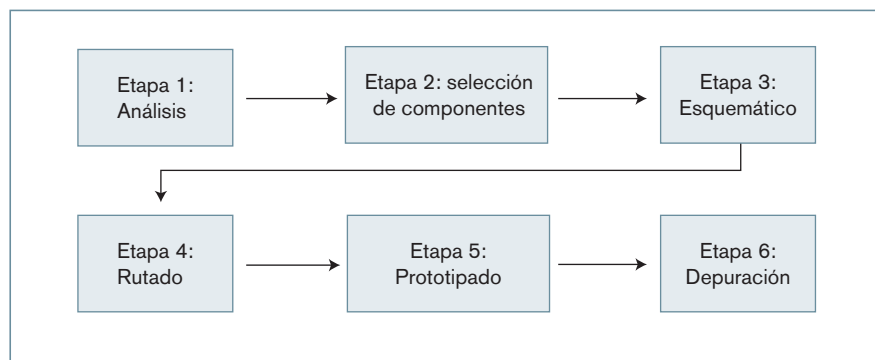 Etapa 1:
Análisis
Etapa 2: selección
de componentes
Etapa 3:
Esquemático
Etapa 4:
Rutado
Etapa 5:
Prototipado
Etapa 6:
Depuración